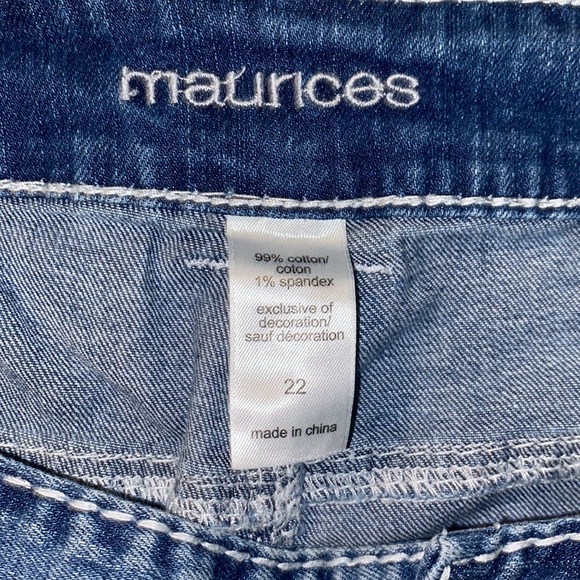 maurices
99% cotton/
coton
1% spandex
exclusive of
decoration/
sauf décoration
22
made in china